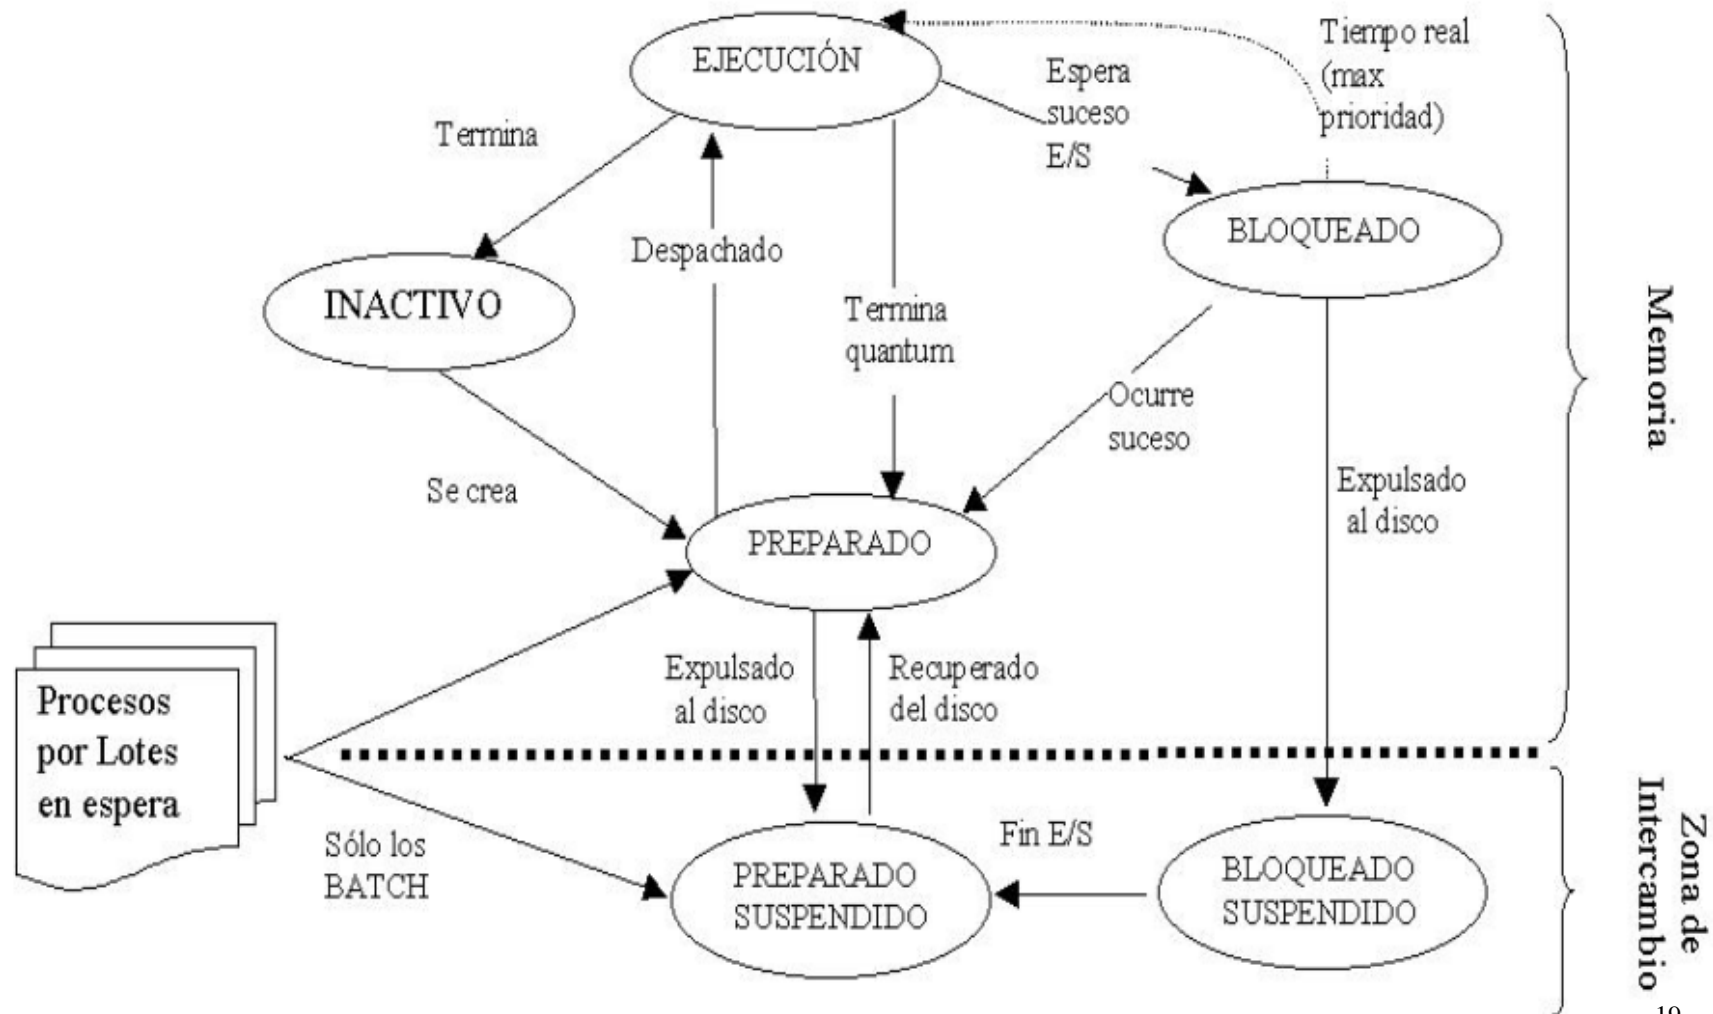 EJECUCIÓN
Espera
suceso
E/S
Tiempo real
(max
prioridad)
Termina
BLOQUEADO
Despachado
INACTIVO
Termina
quantum
Ocurre
suceso
Memoria
Se crea
Expulsado
al disco
PREPARADO
Procesos
por Lotes
en espera
Expulsado
al disco
Recuperado
del disco
Sólo los
BATCH
Fin E/S
PREPARADO
SUSPENDIDO
BLOQUEADO
SUSPENDIDO
Zona de
Intercambio
19